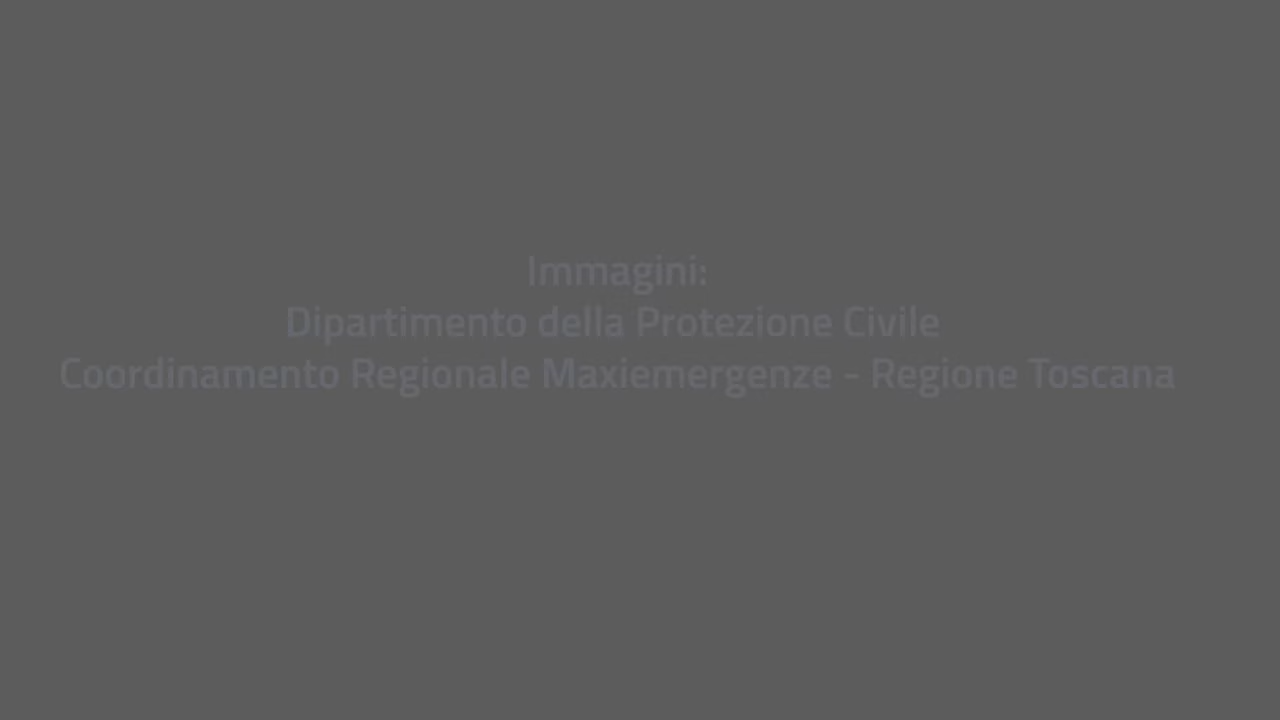 Immagini:
Dipartimento della Protezione Civile
Coordinamento Regionale Maxiemergenze - Regione Toscana